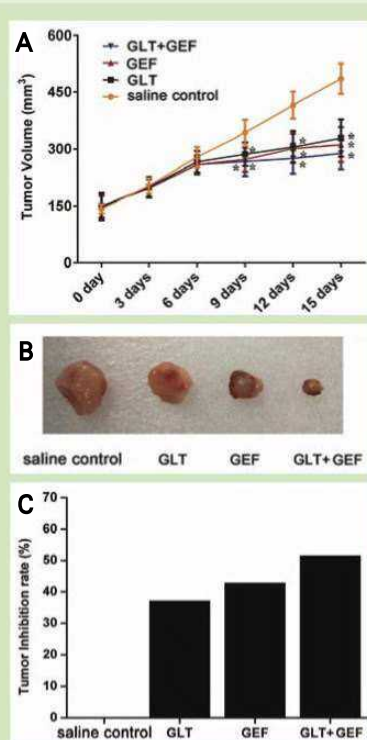 A
600
450
300
150
0
Tumor Volume (mm³)
GLT+GEF
GEF
GLT
saline control
*
*
*
*
*
*
*
*
*
0 day
3 days
6 days
9 days
12 days
15 days
B
saline control GLT GEF GLT+GEF
C
70
60
50
40
30
20
10
0
Tumor Inhibition rate (%)
saline control GLT GEF GLT+GEF